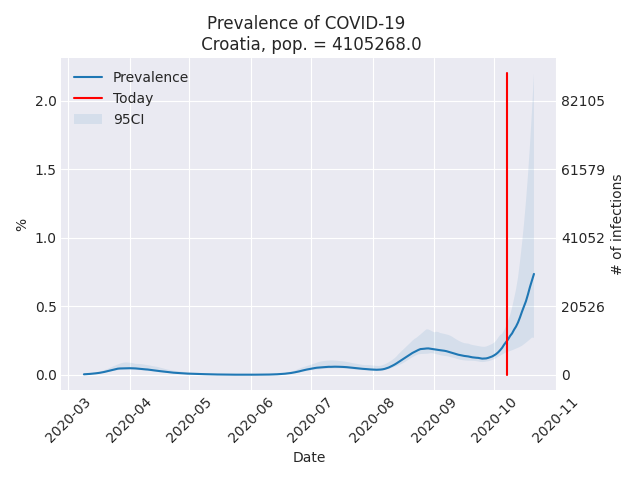 Prevalence of COVID-19
Croatia, pop. = 4105268.0
Prevalence
Today
95CI
2.0
1.5
1.0
0.5
0.0
%
82105
61579
41052
20526
0
# of infections
2020-03
2020-04
2020-05
2020-06
2020-07
2020-08
2020-09
2020-10
2020-11
Date